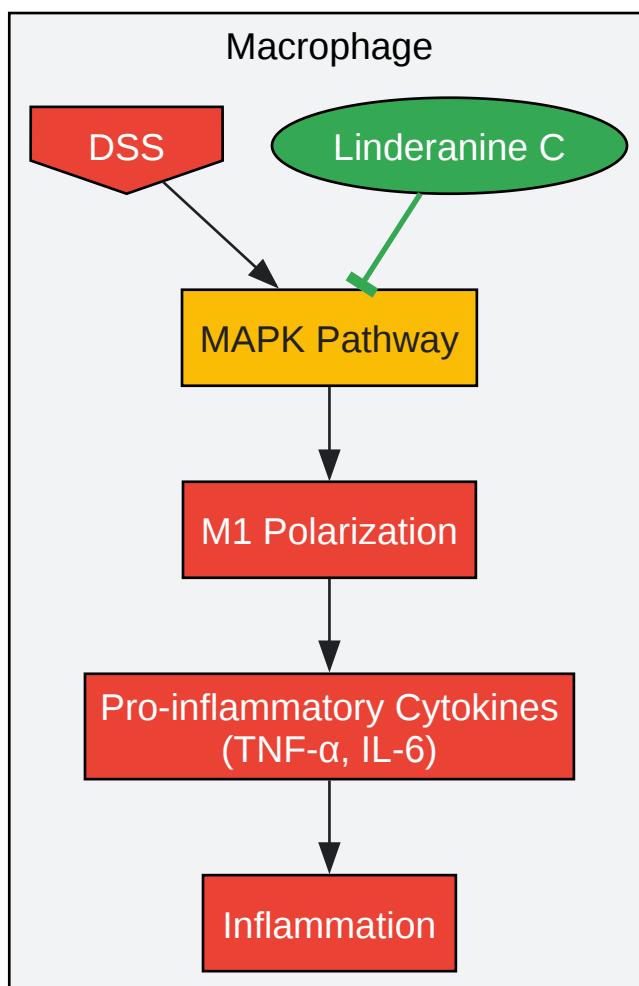 Macrophage
DSS
Linderanine C
MAPK Pathway
M1 Polarization
Pro-inflammatory Cytokines
(TNF-α, IL-6)
Inflammation